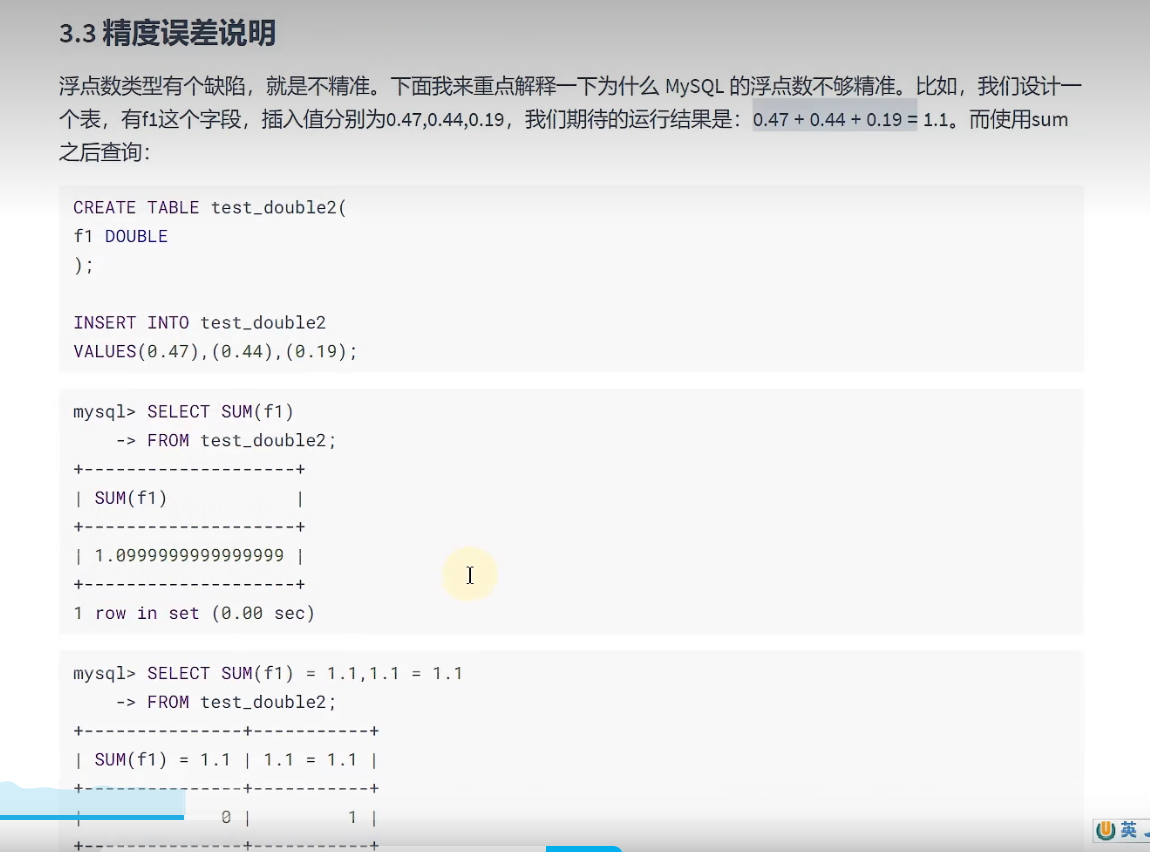 3.3 精度误差说明
浮点数类型有个缺陷，就是不精准。下面我来重点解释一下为什么 MySQL 的浮点数不够精准。比如，我们设计一
个表，有f1这个字段，插入值分别为0.47,0.44,0.19，我们期待的运行结果是：0.47 + 0.44 + 0.19 = 1.1。而使用sum
之后查询：
CREATE TABLE test_double2(
f1 DOUBLE
);
INSERT INTO test_double2
VALUES(0.47),(0.44),(0.19);
mysql> SELECT SUM(f1)
    -> FROM test_double2;
+--------------------+
| SUM(f1)            |
+--------------------+
| 1.0999999999999999 |
+--------------------+
1 row in set (0.00 sec)
mysql> SELECT SUM(f1) = 1.1,1.1 = 1.1
    -> FROM test_double2;
+---------------+-----------+
| SUM(f1) = 1.1 | 1.1 = 1.1 |
+---------------+-----------+
|             0 |         1 |
+---------------+-----------+
英